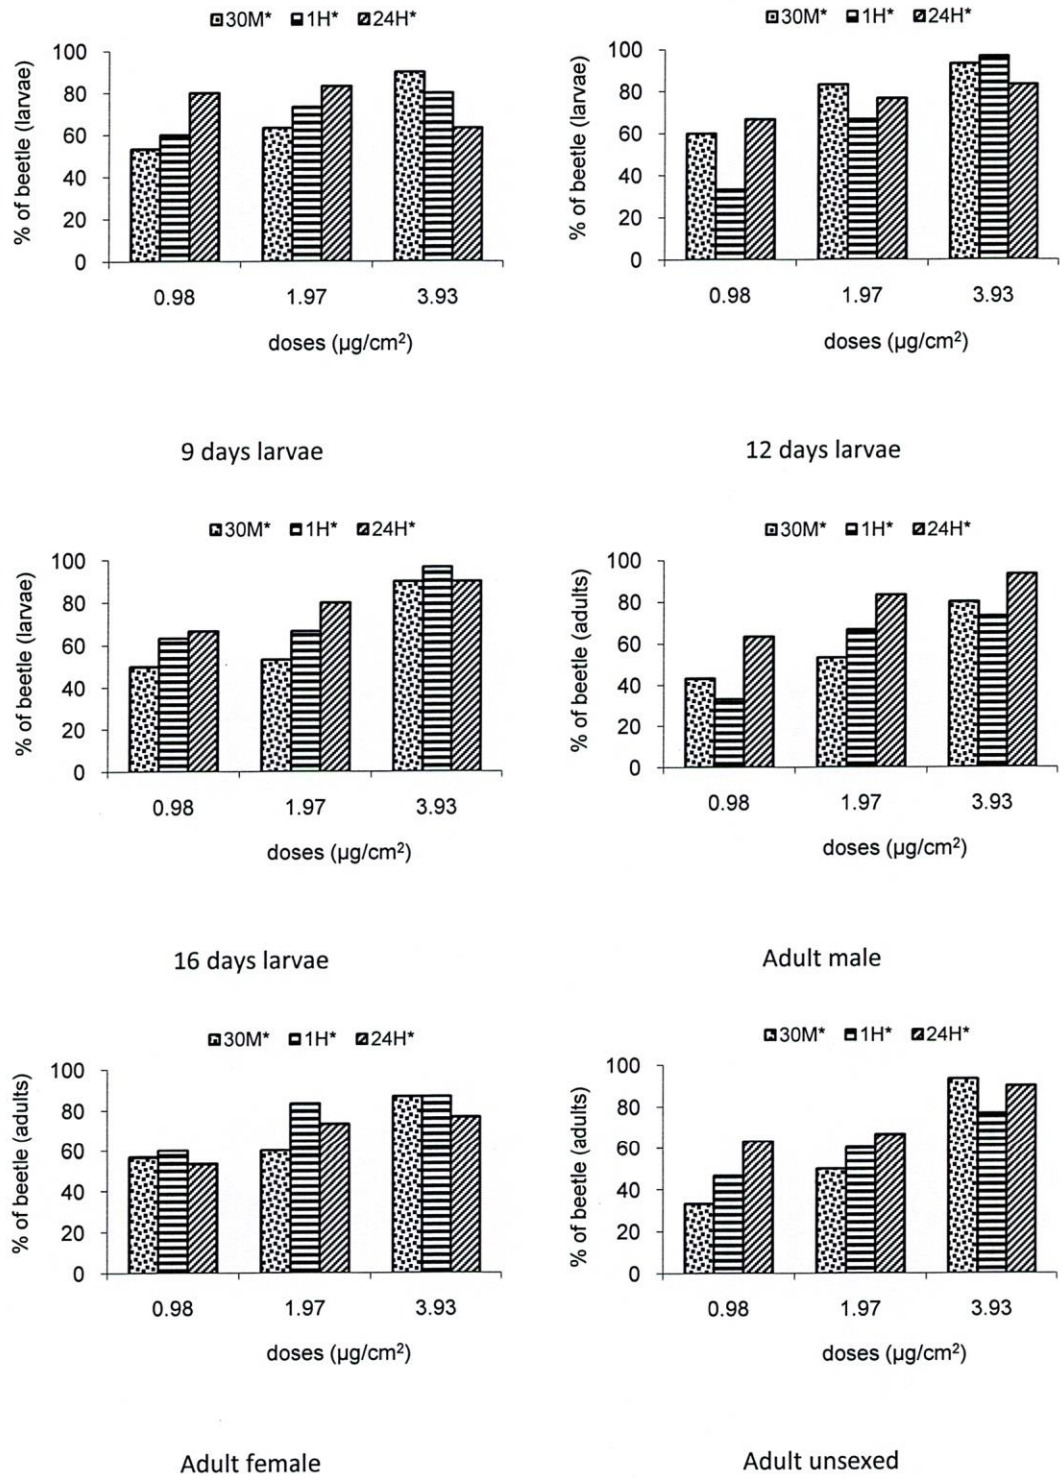 30M* 1H* 24H*
% of beetle (larvae)
100
80
60
40
20
0
0.98 1.97 3.93
doses (µg/cm²)
9 days larvae
30M* 1H* 24H*
% of beetle (larvae)
100
80
60
40
20
0
0.98 1.97 3.93
doses (µg/cm²)
12 days larvae
30M* 1H* 24H*
% of beetle (larvae)
100
80
60
40
20
0
0.98 1.97 3.93
doses (µg/cm²)
16 days larvae
30M* 1H* 24H*
% of beetle (adults)
100
80
60
40
20
0
0.98 1.97 3.93
doses (µg/cm²)
Adult male
30M* 1H* 24H*
% of beetle (adults)
100
80
60
40
20
0
0.98 1.97 3.93
doses (µg/cm²)
Adult female
30M* 1H* 24H*
% of beetle (adults)
100
80
60
40
20
0
0.98 1.97 3.93
doses (µg/cm²)
Adult unsexed